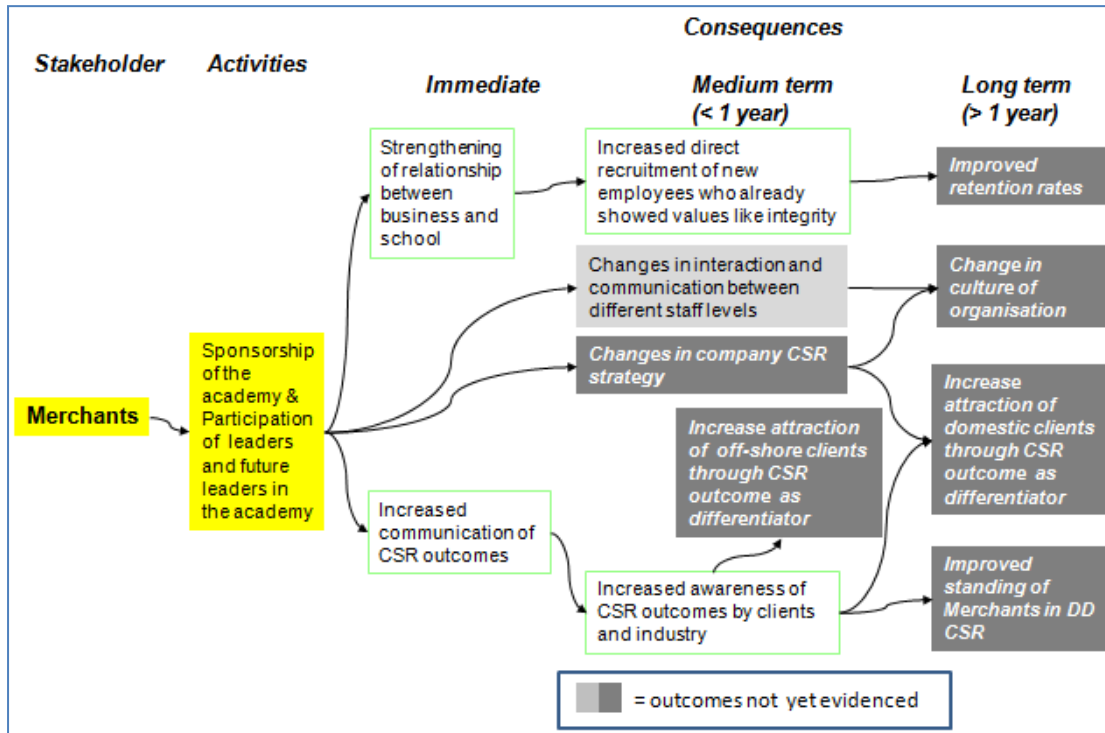 Consequences
Stakeholder
Activities
Immediate
Medium term
(< 1 year)
Long term
(> 1 year)
Strengthening
of relationship
between
business and
school
Increased direct
recruitment of new
employees who already
showed values like integrity
Improved
retention rates
Changes in interaction and
communication between
different staff levels
Change in
culture of
organisation
Merchants
Sponsorship
of the
academy &
Participation
of leaders
and future
leaders in
the academy
Changes in company CSR
strategy
Increase attraction
of off-shore clients
through CSR
outcome as
differentiator
Increase
attraction of
domestic clients
through CSR
outcome as
differentiator
Increased
communication of
CSR outcomes
Increased awareness of
CSR outcomes by clients
and industry
Improved
standing of
Merchants in DD
CSR
= outcomes not yet evidenced